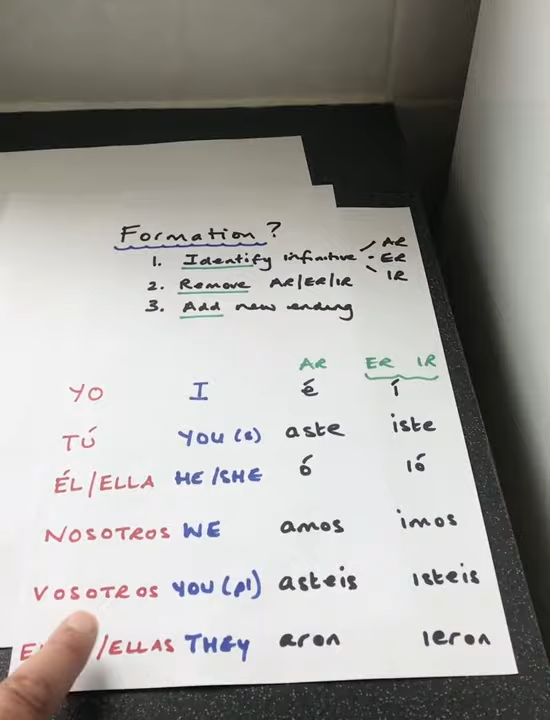 Formation?
1. Identify infinitive AR
ER
IR
2. Remove AR/ER/IR
3. Add new ending
AR ER IR
YO I é í
TÚ YOU (s) aste iste
ÉL/ELLA HE/SHE ó ió
NOSOTROS WE amos imos
VOSOTROS YOU (pl) asteis isteis
/ELLAS THEY aron ieron